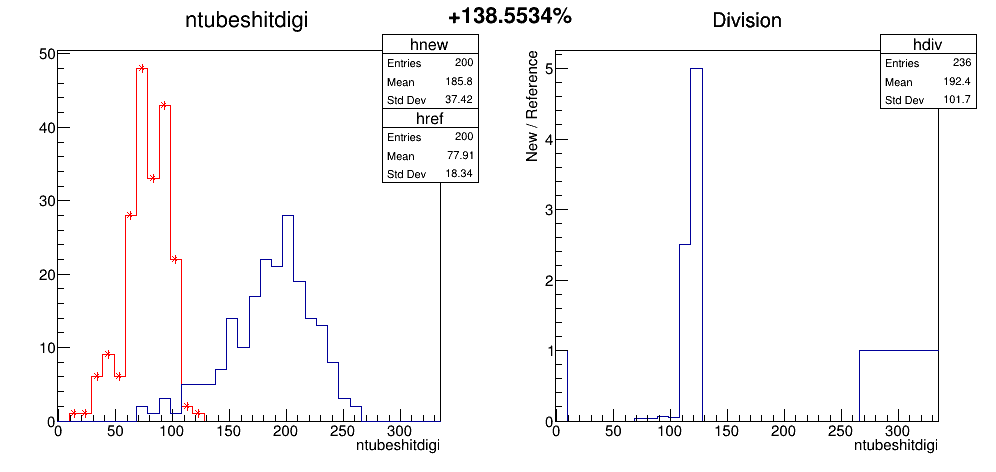 ntubeshitdigi
+138.5534%
Division
hnew
Entries 200
Mean 185.8
Std Dev 37.42
href
Entries 200
Mean 77.91
Std Dev 18.34
50
40
30
20
10
0
0 50 100 150 200 250 300
ntubeshitdigi
hdiv
Entries 236
Mean 192.4
Std Dev 101.7
New / Reference
5
4
3
2
1
0
0 50 100 150 200 250 300
ntubeshitdigi